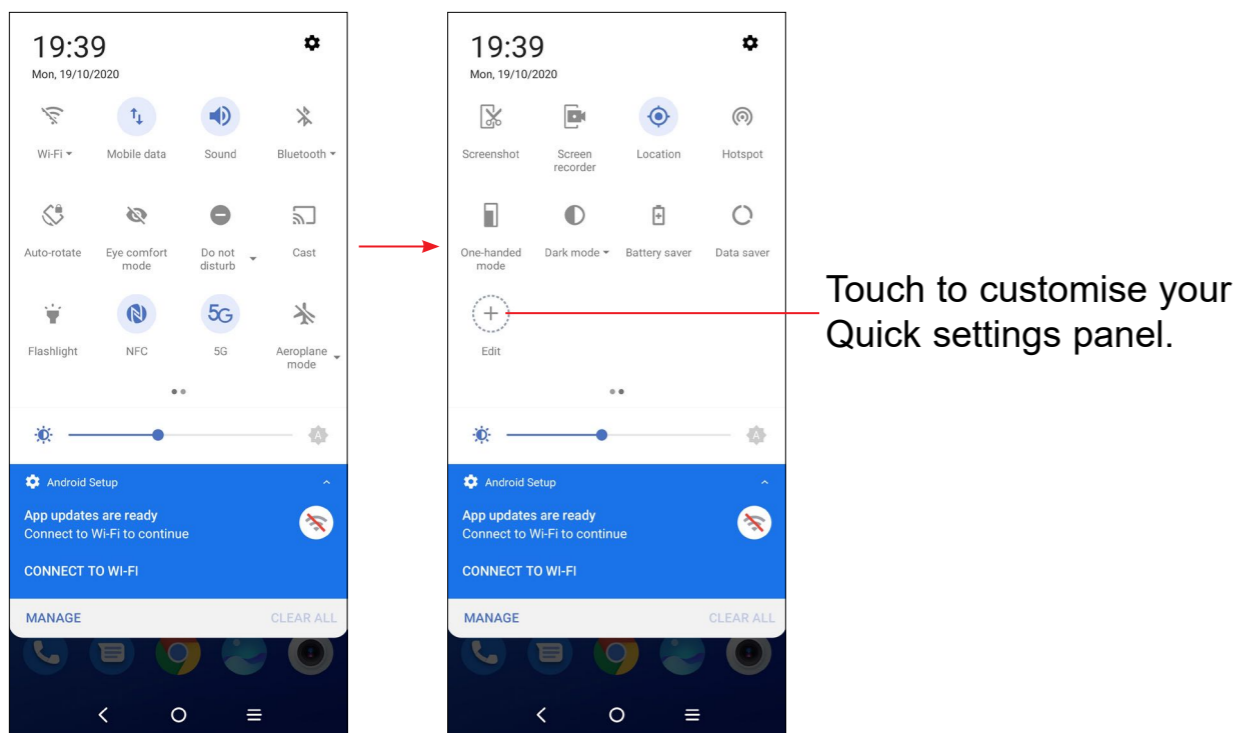 19:39
Mon, 19/10/2020
Wi-Fi
Mobile data
Sound
Bluetooth
Auto-rotate
Eye comfort
mode
Do not
disturb
Cast
Flashlight
NFC
5G
5G
Aeroplane
mode
A
Android Setup
App updates are ready
Connect to Wi-Fi to continue
CONNECT TO WI-FI
MANAGE
CLEAR ALL
19:39
Mon, 19/10/2020
Screenshot
Screen
recorder
Location
Hotspot
One-handed
mode
Dark mode
Battery saver
Data saver
Edit
A
Android Setup
App updates are ready
Connect to Wi-Fi to continue
CONNECT TO WI-FI
MANAGE
CLEAR ALL
Touch to customise your
Quick settings panel.